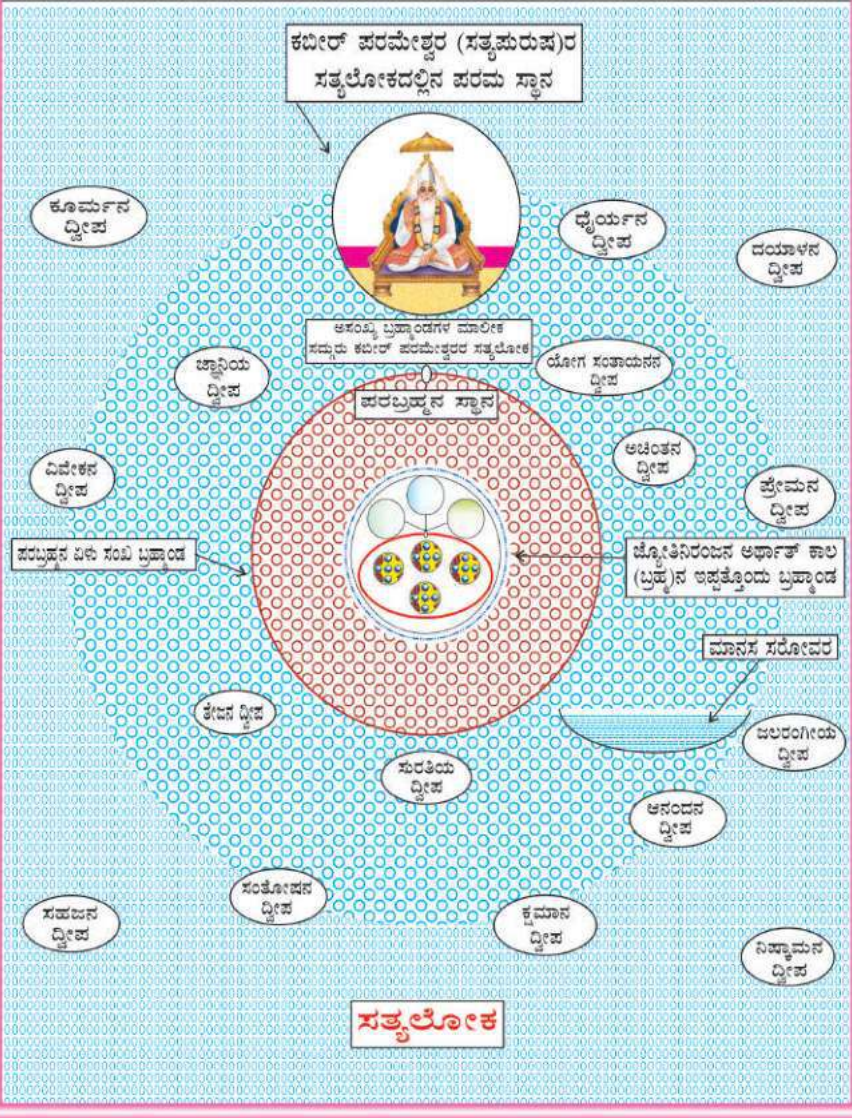 ಕಬೀರ್ ಪರಮೇಶ್ವರ (ಸತ್ಯಪುರುಷ)ರ
ಸತ್ಯಲೋಕದಲ್ಲಿನ ಪರಮ ಸ್ಥಾನ
ಕೂರ್ಮನ
ದ್ವೀಪ
ಧೈರ್ಯನ
ದ್ವೀಪ
ದಯಾಳನ
ದ್ವೀಪ
ಅಸಂಖ್ಯ ಬ್ರಹ್ಮಾಂಡಗಳ ಮಾಲೀಕ
ಸದ್ಗುರು ಕಬೀರ್ ಪರಮೇಶ್ವರರ ಸತ್ಯಲೋಕ
ಜ್ಞಾನಿಯ
ದ್ವೀಪ
ಯೋಗ ಸಂತಾಯನನ
ದ್ವೀಪ
ಪರಬ್ರಹ್ಮನ ಸ್ಥಾನ
ಅಚಿಂತನ
ದ್ವೀಪ
ವಿವೇಕನ
ದ್ವೀಪ
ಪ್ರೇಮನ
ದ್ವೀಪ
ಪರಬ್ರಹ್ಮನ ಏಳು ಸಂಖ ಬ್ರಹ್ಮಾಂಡ
ಜ್ಯೋತಿನಿರಂಜನ ಅರ್ಥಾತ್ ಕಾಲ
(ಬ್ರಹ್ಮ)ನ ಇಪ್ಪತ್ತೊಂದು ಬ್ರಹ್ಮಾಂಡ
ಮಾನಸ ಸರೋವರ
ತೇಜನ ದ್ವೀಪ
ಜಲರಂಗೀಯ
ದ್ವೀಪ
ಸುರತಿಯ
ದ್ವೀಪ
ಆನಂದನ
ದ್ವೀಪ
ಸಂತೋಷನ
ದ್ವೀಪ
ಸಹಜನ
ದ್ವೀಪ
ಕ್ಷಮಾನ
ದ್ವೀಪ
ನಿಷ್ಕಾಮನ
ದ್ವೀಪ
ಸತ್ಯಲೋಕ